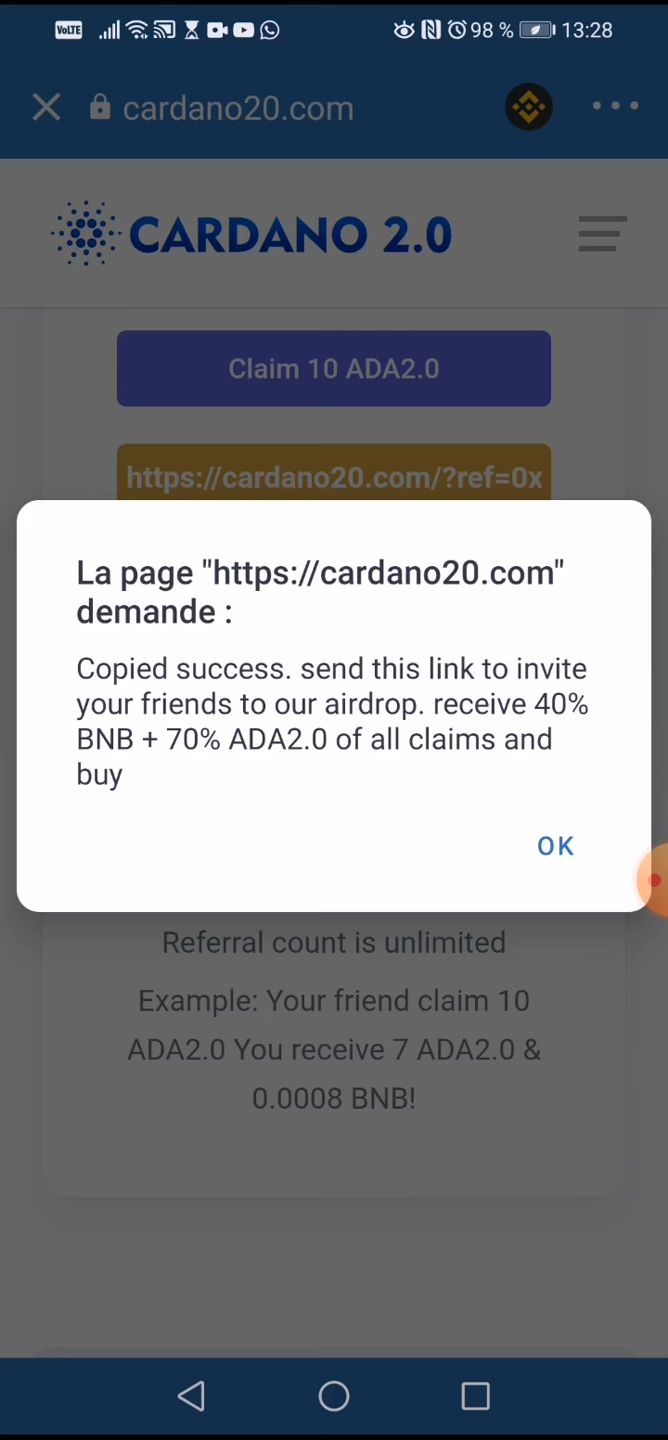 VoLTE 98 % 13:28
cardano20.com
CARDANO 2.0
Claim 10 ADA2.0
https://cardano20.com/?ref=0x
La page "https://cardano20.com"
demande :
Copied success. send this link to invite
your friends to our airdrop. receive 40%
BNB + 70% ADA2.0 of all claims and
buy
OK
Referral count is unlimited
Example: Your friend claim 10
ADA2.0 You receive 7 ADA2.0 &
0.0008 BNB!